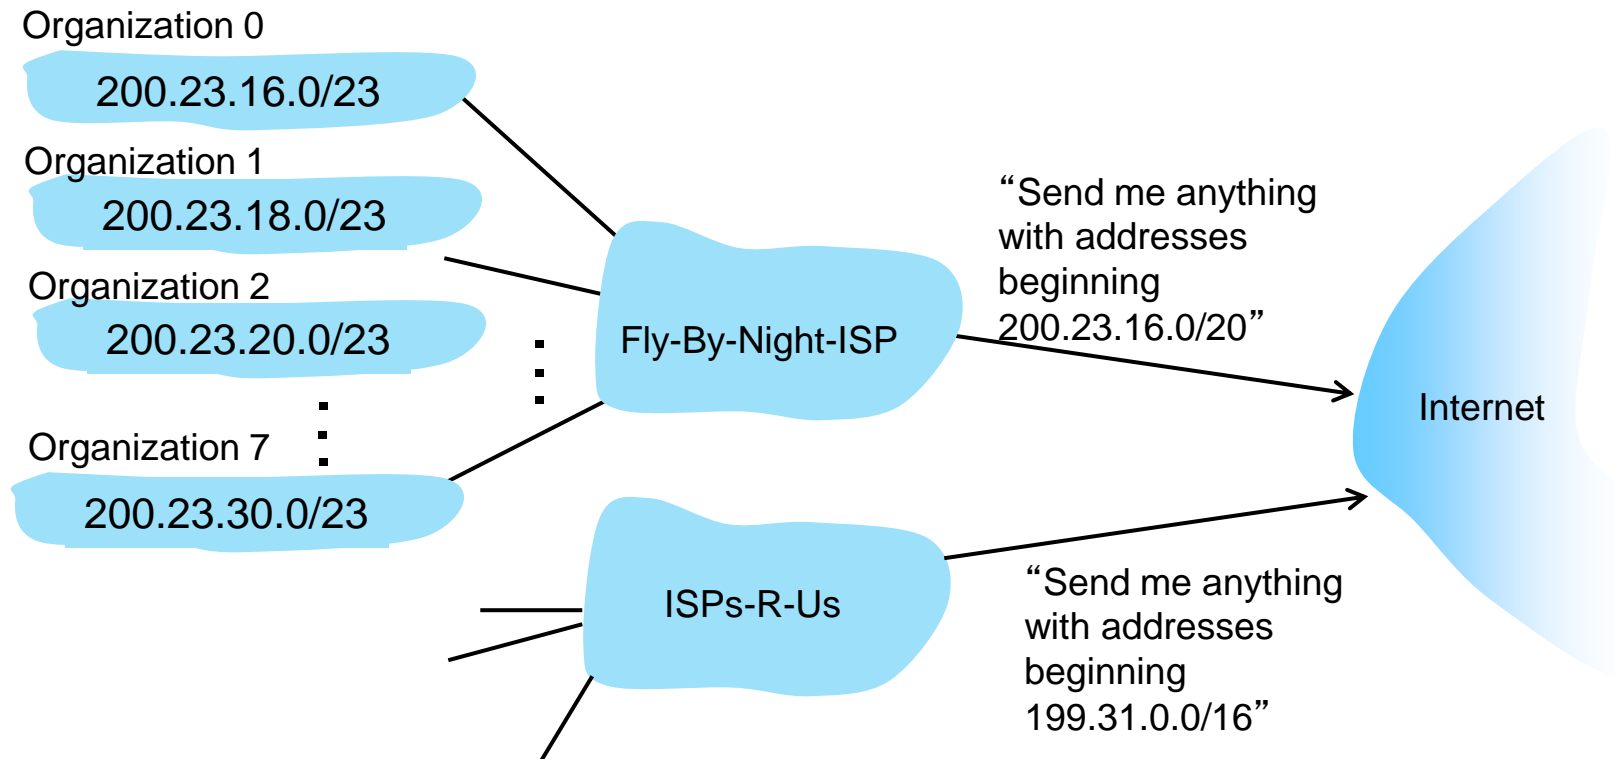 Organization 0
200.23.16.0/23
Organization 1
200.23.18.0/23
Organization 2
200.23.20.0/23
Organization 7
200.23.30.0/23
Fly-By-Night-ISP
“Send me anything
with addresses
beginning
200.23.16.0/20”
Internet
ISPs-R-Us
“Send me anything
with addresses
beginning
199.31.0.0/16”